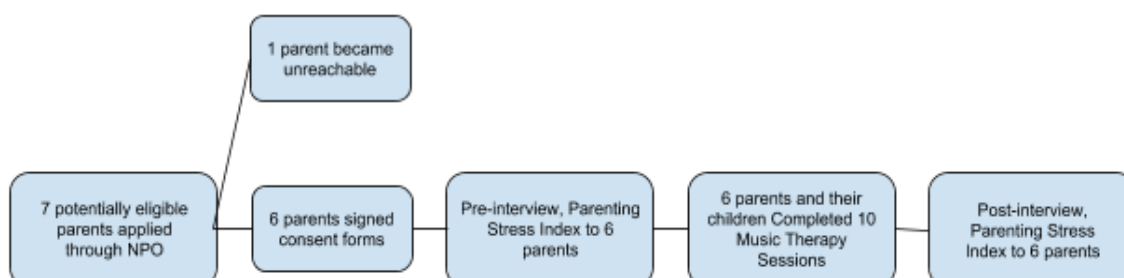 1 parent became
unreachable
7 potentially eligible
parents applied
through NPO
6 parents signed
consent forms
Pre-interview, Parenting
Stress Index to 6
parents
6 parents and their
children Completed 10
Music Therapy
Sessions
Post-interview,
Parenting Stress
Index to 6 parents